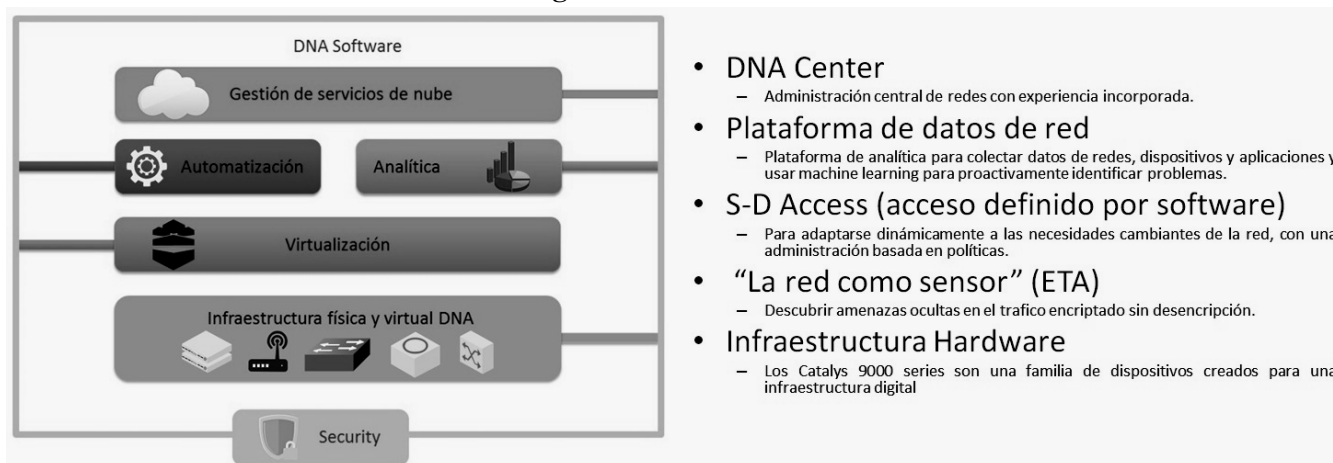 DNA Software
Gestión de servicios de nube
Automatización
Analítica
Virtualización
Infraestructura física y virtual DNA
Security
• DNA Center
– Administración central de redes con experiencia incorporada.
• Plataforma de datos de red
– Plataforma de analítica para colectar datos de redes, dispositivos y aplicaciones y
usar machine learning para proactivamente identificar problemas.
• S-D Access (acceso definido por software)
– Para adaptarse dinámicamente a las necesidades cambiantes de la red, con una
administración basada en políticas.
• “La red como sensor” (ETA)
– Descubrir amenazas ocultas en el trafico encriptado sin desencripción.
• Infraestructura Hardware
– Los Catalys 9000 series son una familia de dispositivos creados para una
infraestructura digital